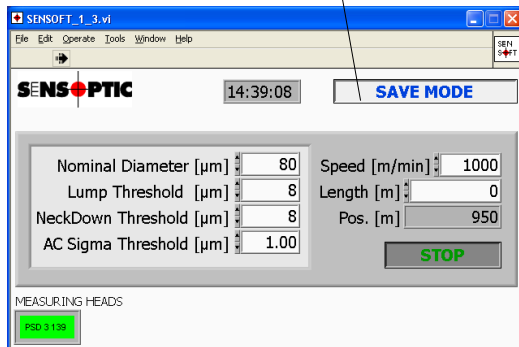 SENSOFT_1_3.vi
File Edit Operate Tools Window Help
SEN
SOFT
SENSOPTIC
14:39:08
SAVE MODE
Nominal Diameter [µm] 80
Speed [m/min] 1000
Lump Threshold [µm] 8
Length [m] 0
NeckDown Threshold [µm] 8
Pos. [m] 950
AC Sigma Threshold [µm] 1.00
STOP
MEASURING HEADS
PSD 3 139